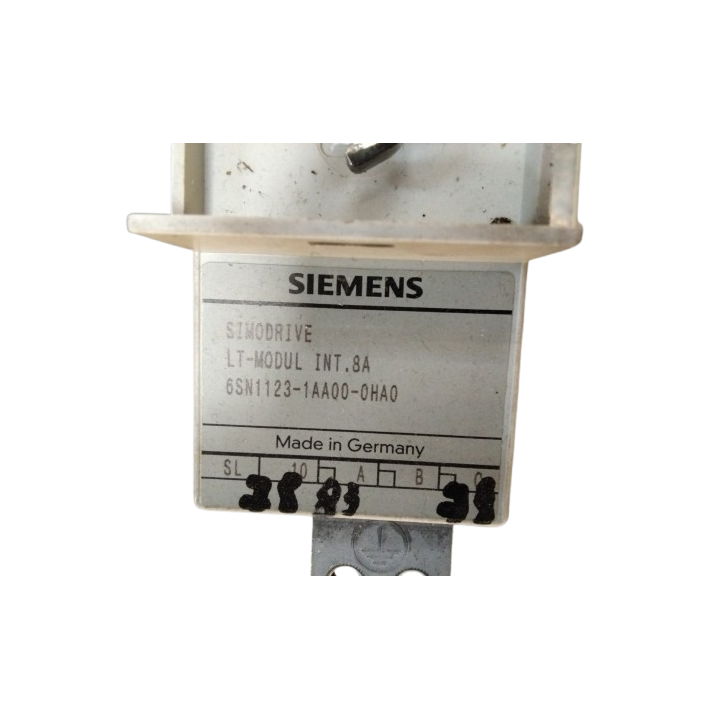 SIEMENS
SIMODRIVE
LT-MODUL INT.8A
6SN1123-1AA00-0HA0
Made in Germany
SL 10 A B C